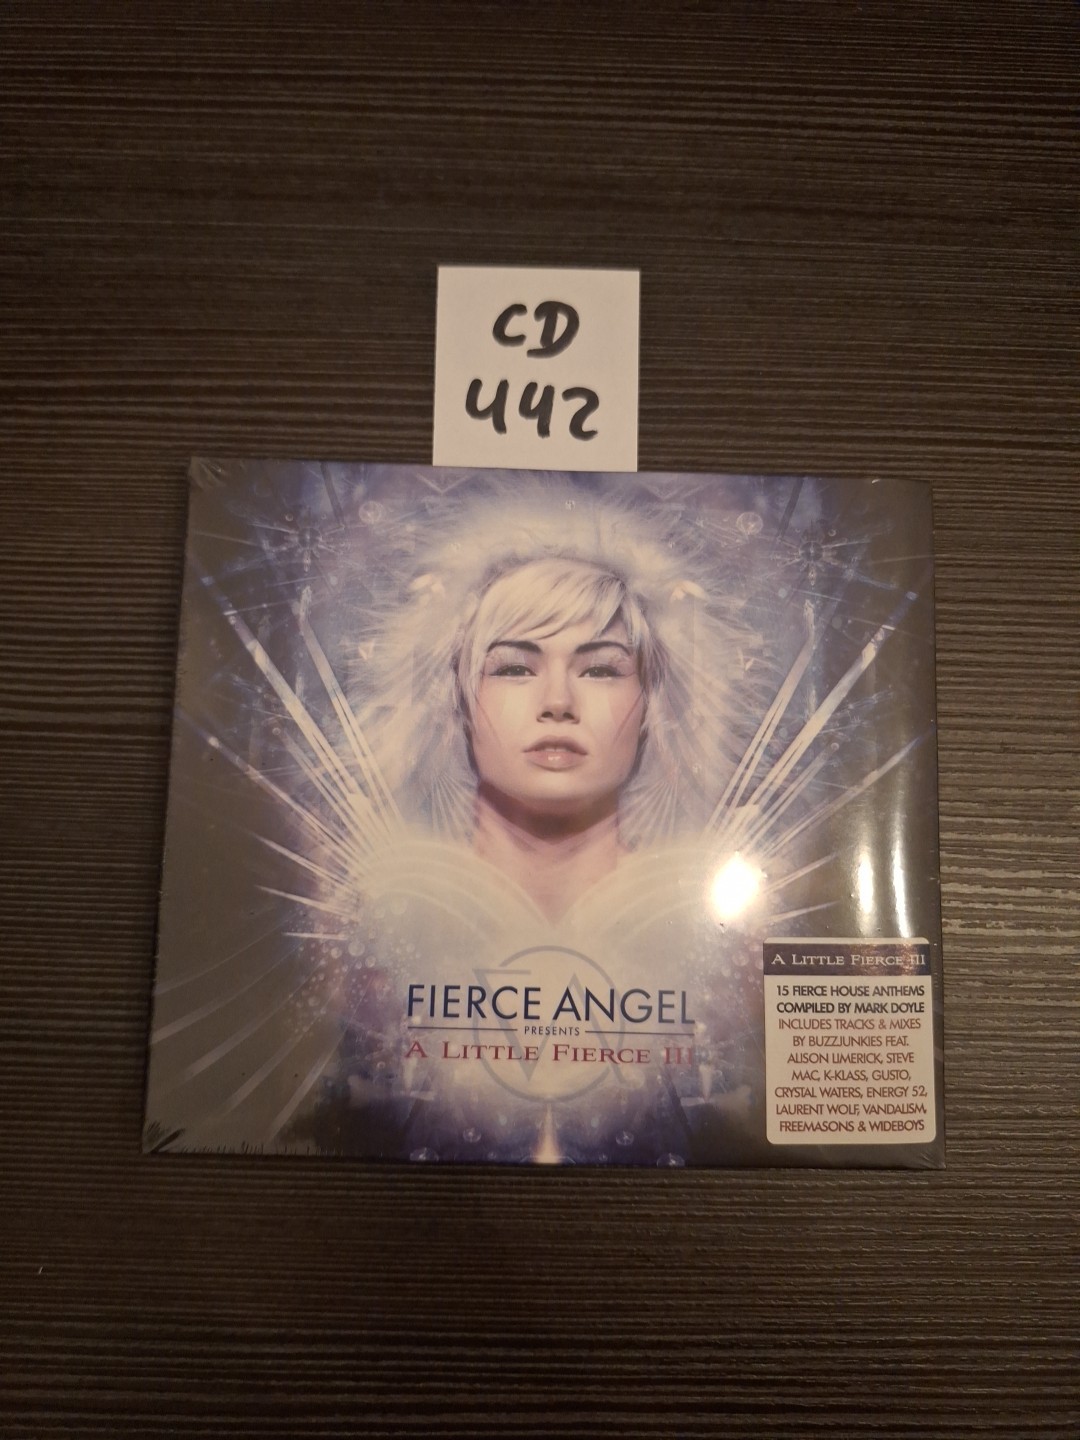 CD
442
FIERCE ANGEL
PRESENTS
A LITTLE FIERCE III
A LITTLE FIERCE III
15 FIERCE HOUSE ANTHEMS
COMPILED BY MARK DOYLE
INCLUDES TRACKS & MIXES
BY BUZZJUNKIES FEAT.
ALISON LIMERICK, STEVE
MAC, K-KLASS, GUSTO,
CRYSTAL WATERS, ENERGY 52,
LAURENT WOLF, VANDALISM,
FREEMASONS & WIDEBOYS